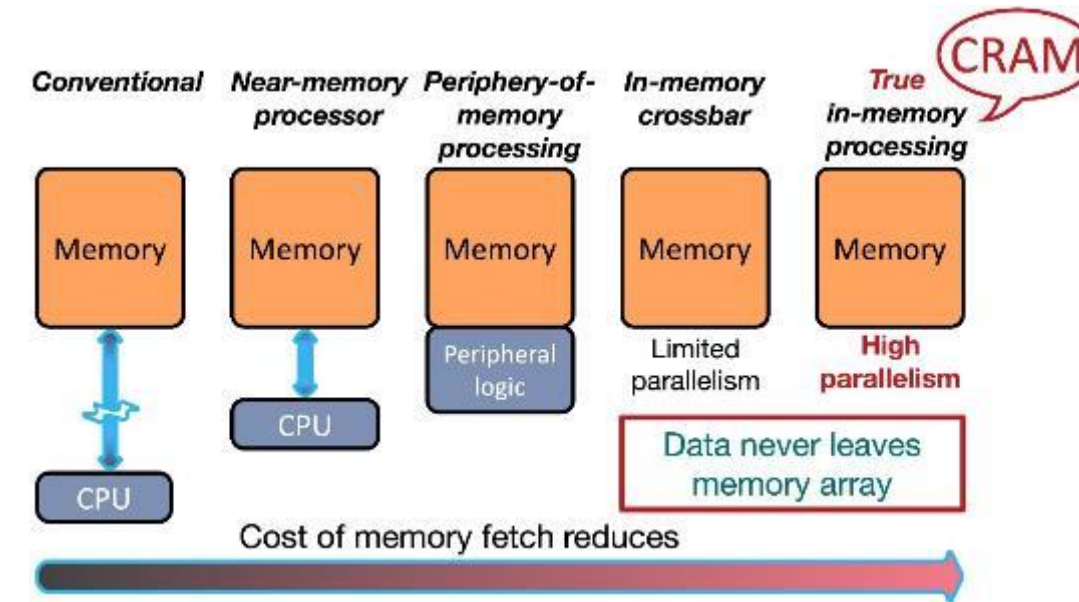 CRAM
Conventional
Near-memory
processor
Periphery-of-
memory
processing
In-memory
crossbar
True
in-memory
processing
Memory
Memory
Memory
Memory
Memory
CPU
CPU
Peripheral
logic
Limited
parallelism
High
parallelism
Data never leaves
memory array
Cost of memory fetch reduces